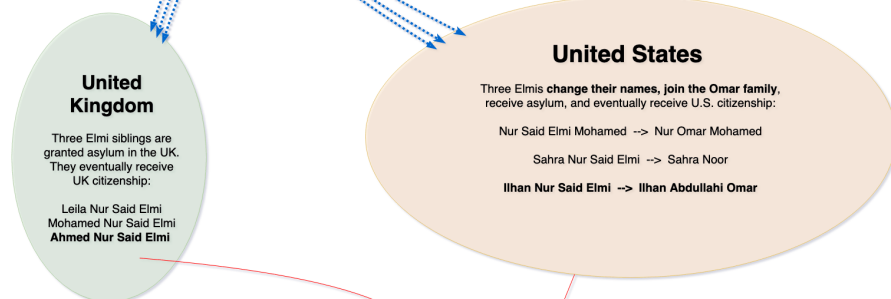 United
Kingdom
Three Elmi siblings are
granted asylum in the UK.
They eventually receive
UK citizenship:
Leila Nur Said Elmi
Mohamed Nur Said Elmi
Ahmed Nur Said Elmi
United States
Three Elmis change their names, join the Omar family,
receive asylum, and eventually receive U.S. citizenship:
Nur Said Elmi Mohamed --> Nur Omar Mohamed
Sahra Nur Said Elmi --> Sahra Noor
Ilhan Nur Said Elmi --> Ilhan Abdullahi Omar